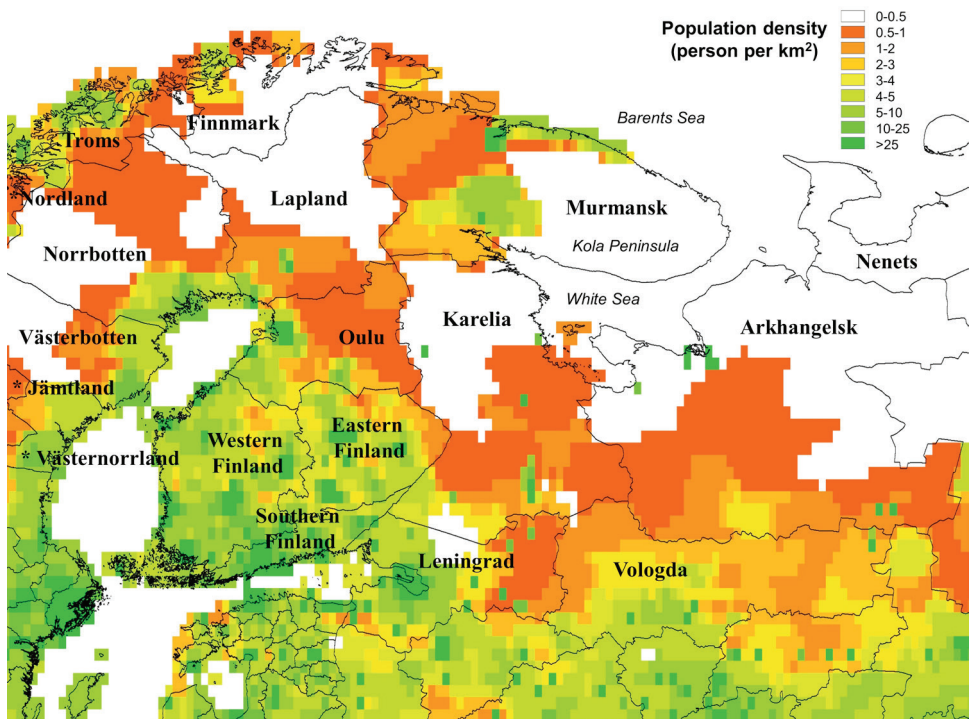 Population density
(person per km²)
0-0.5
0.5-1
1-2
2-3
3-4
4-5
5-10
10-25
>25
Barents Sea
Finnmark
Troms
* Nordland
Lapland
Murmansk
Norrbotten
Kola Peninsula
Nenets
White Sea
Karelia
Arkhangelsk
Västerbotten
Oulu
* Jämtland
Western
Finland
Eastern
Finland
* Västernorrland
Southern
Finland
Leningrad
Vologda